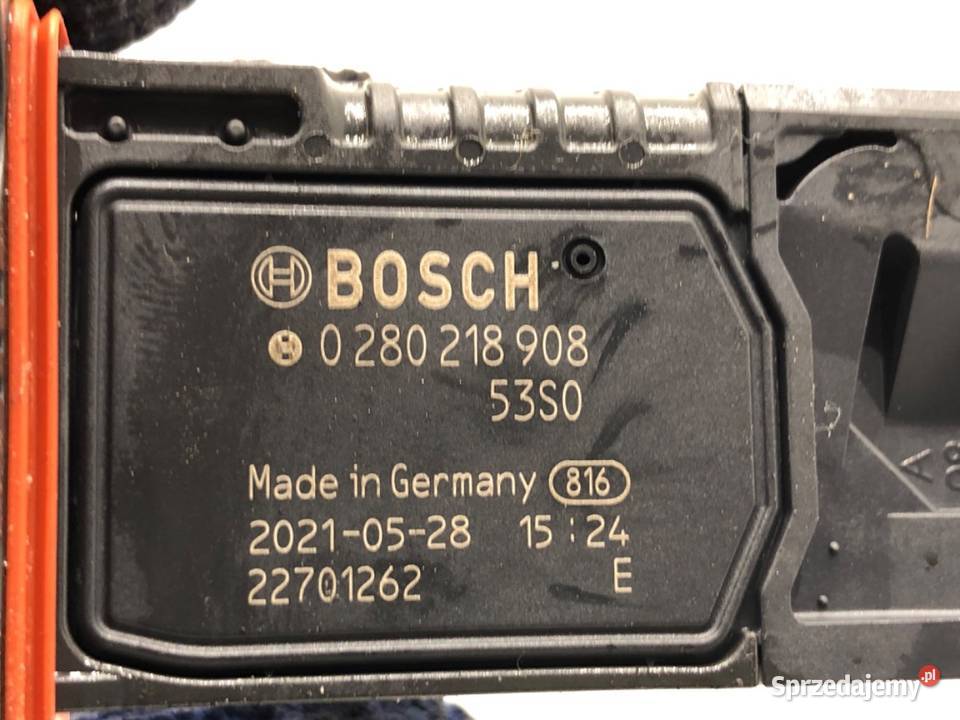 BOSCH
0 280 218 908
53S0
Made in Germany 816
2021-05-28 15:24
22701262 E
A
Sprzedajemy.pl